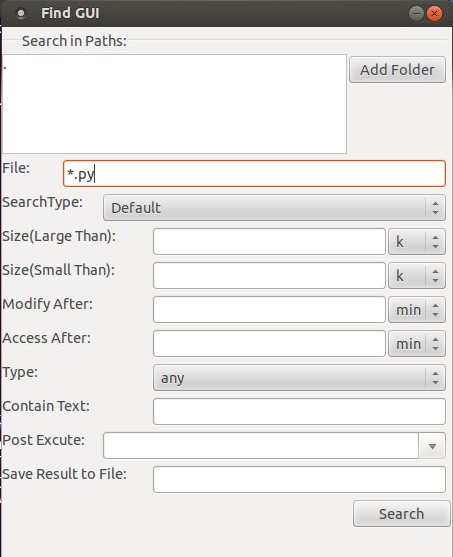 Find GUI
Search in Paths:
.
Add Folder
File: *.py
SearchType: Default
Size(Large Than): k
Size(Small Than): k
Modify After: min
Access After: min
Type: any
Contain Text:
Post Excute:
Save Result to File:
Search